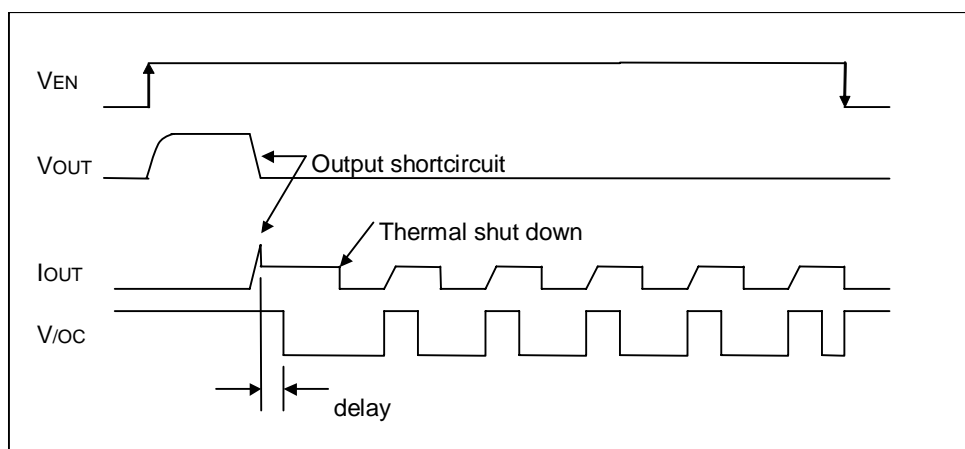 VEN
VOUT
Output shortcircuit
Thermal shut down
IOUT
V/OC
delay